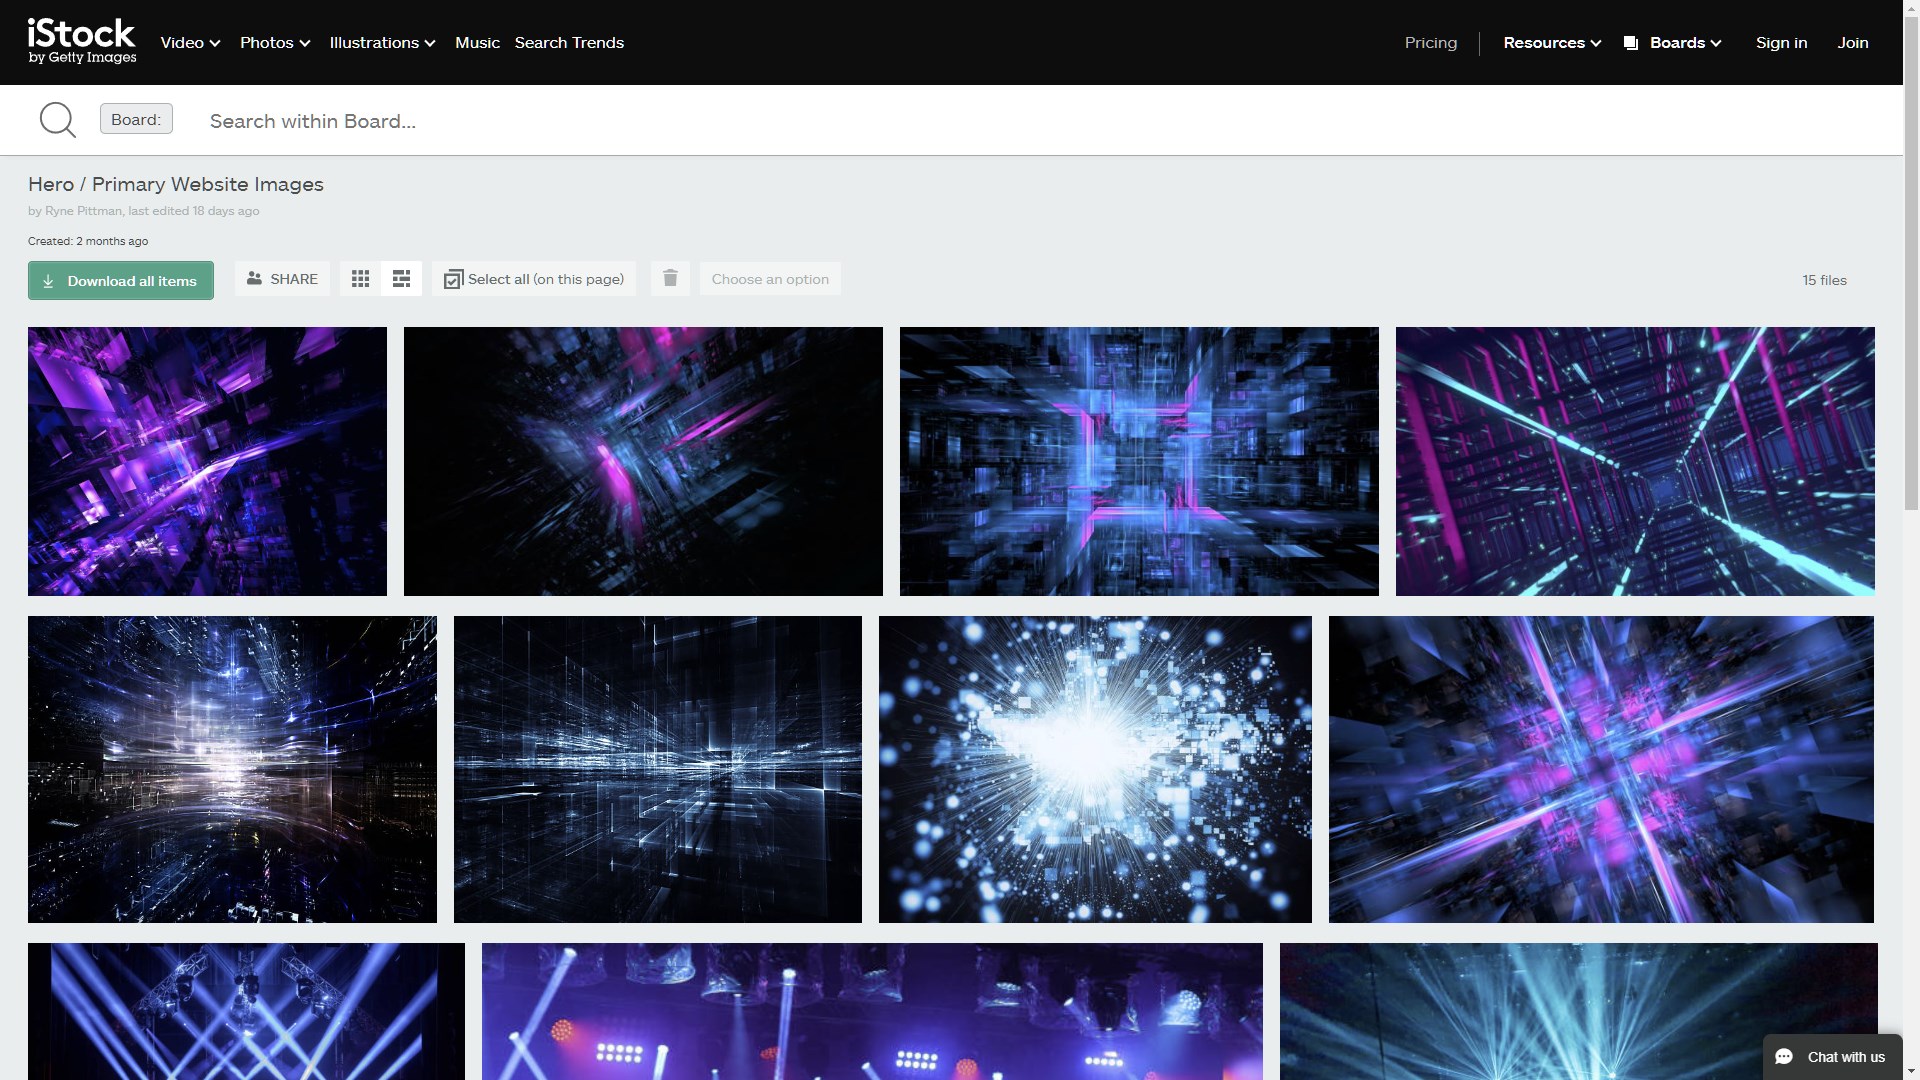 iStock
by Getty Images
Video
Photos
Illustrations
Music
Search Trends
Pricing
Resources
Boards
Sign in
Join
Board:
Search within Board...
Hero / Primary Website Images
by Ryne Pittman, last edited 18 days ago
Created: 2 months ago
Download all items
SHARE
Select all (on this page)
Choose an option
15 files
Chat with us